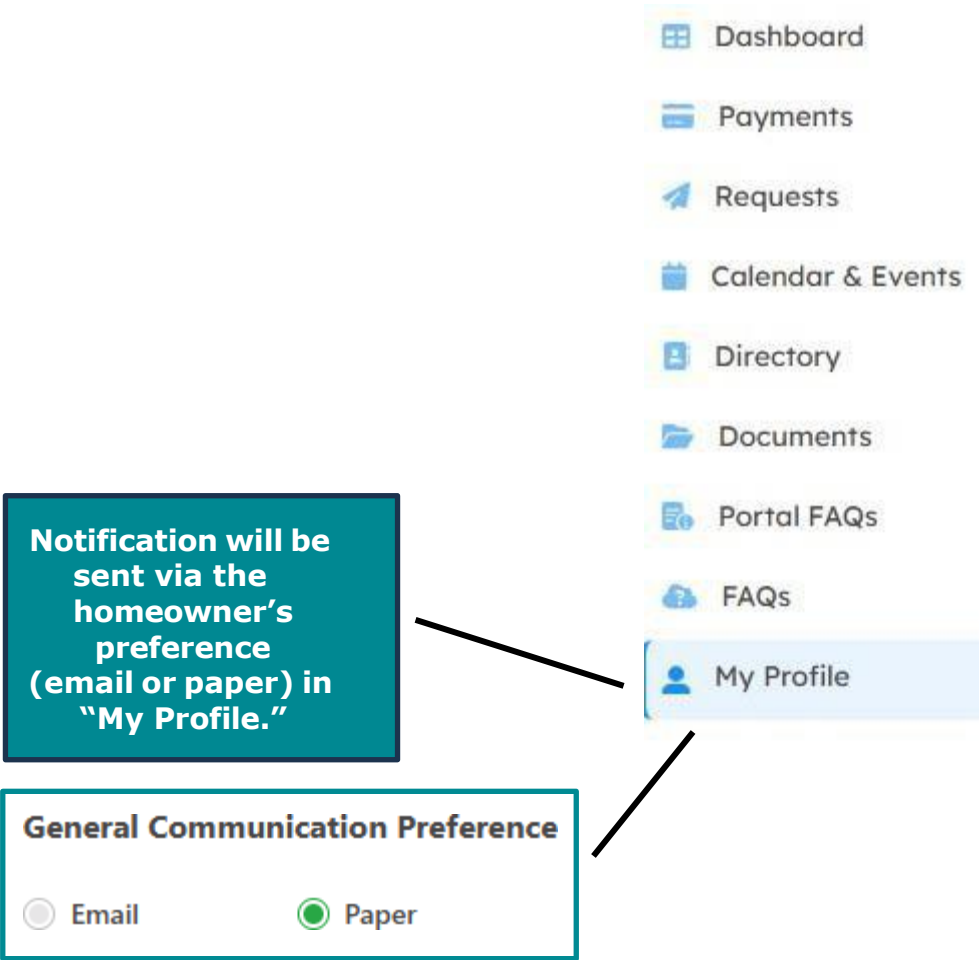 Dashboard
Payments
Requests
Calendar & Events
Directory
Documents
Portal FAQs
FAQs
My Profile
Notification will be
sent via the
homeowner’s
preference
(email or paper) in
“My Profile.”
General Communication Preference
Email
Paper